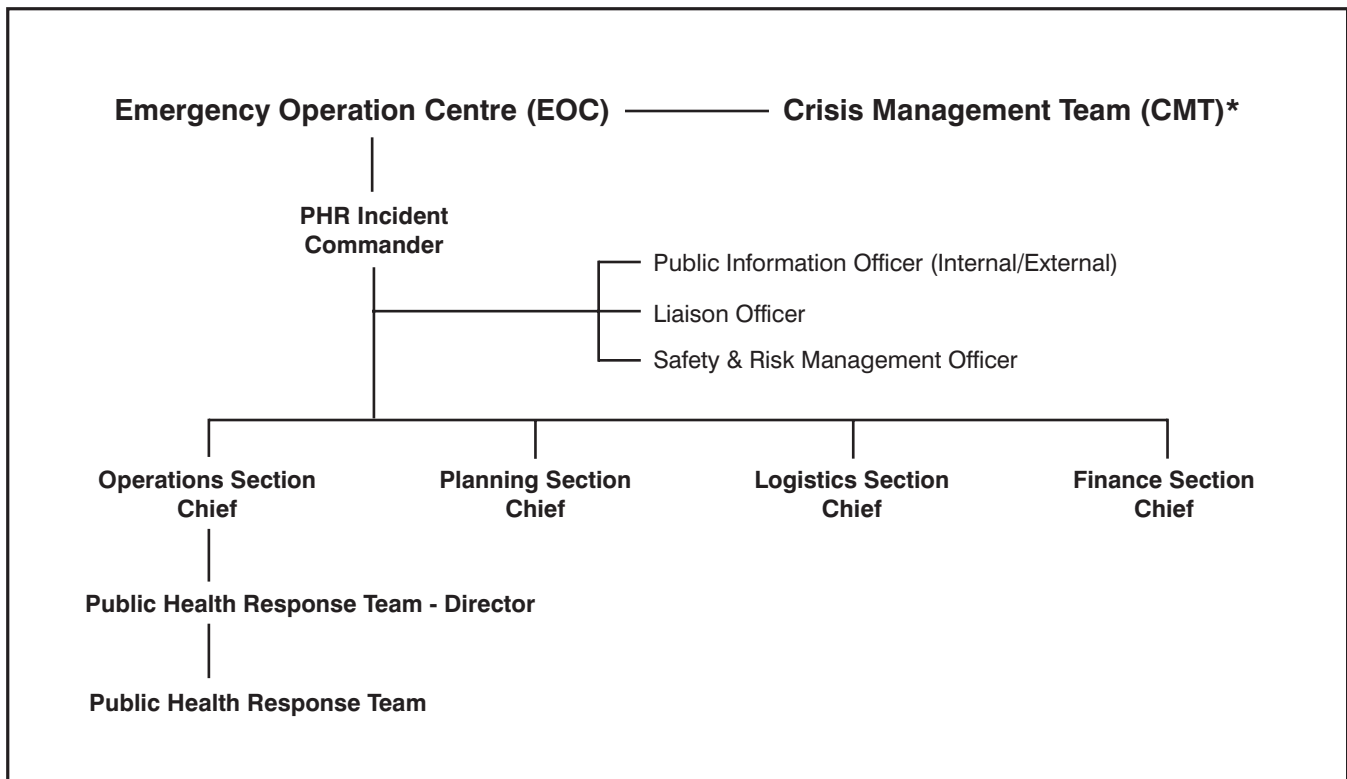 Emergency Operation Centre (EOC)
Crisis Management Team (CMT)*
PHR Incident
Commander
Public Information Officer (Internal/External)
Liaison Officer
Safety & Risk Management Officer
Operations Section
Chief
Planning Section
Chief
Logistics Section
Chief
Finance Section
Chief
Public Health Response Team - Director
Public Health Response Team